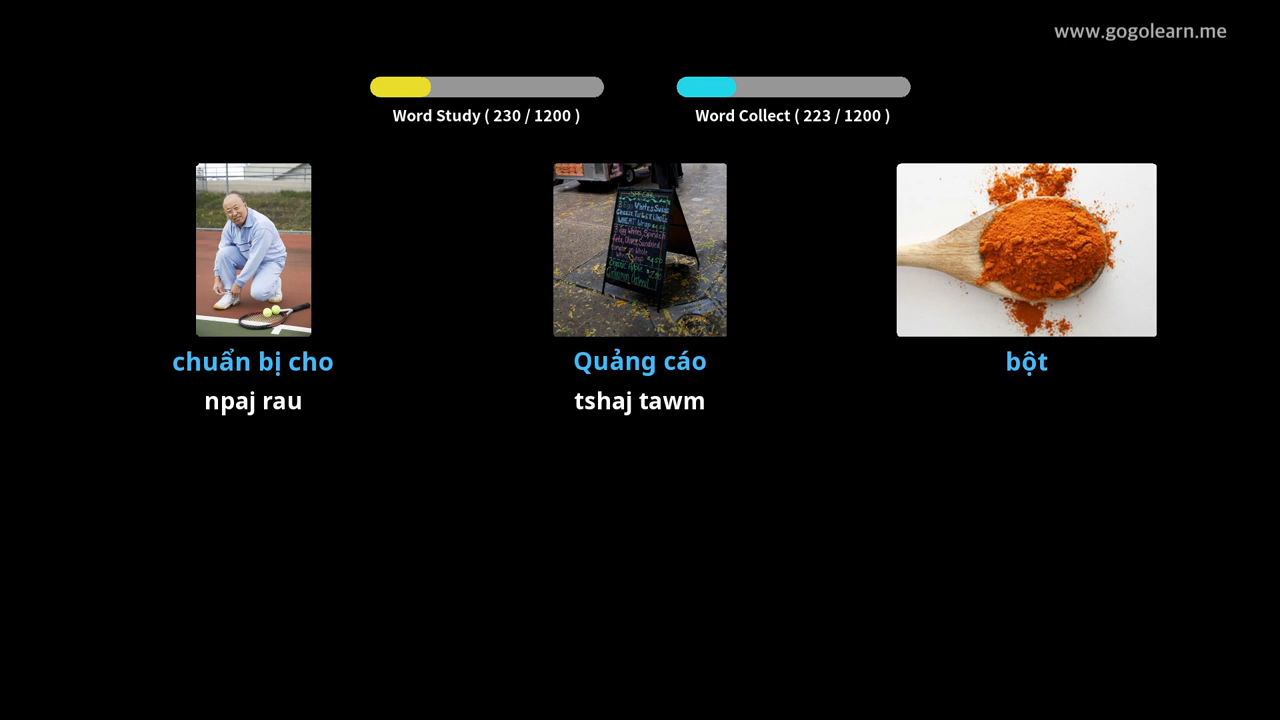 www.gogolearn.me
Word Study ( 230 / 1200 )
Word Collect ( 223 / 1200 )
chuẩn bị cho
npaj rau
Quảng cáo
tshaj tawm
bột